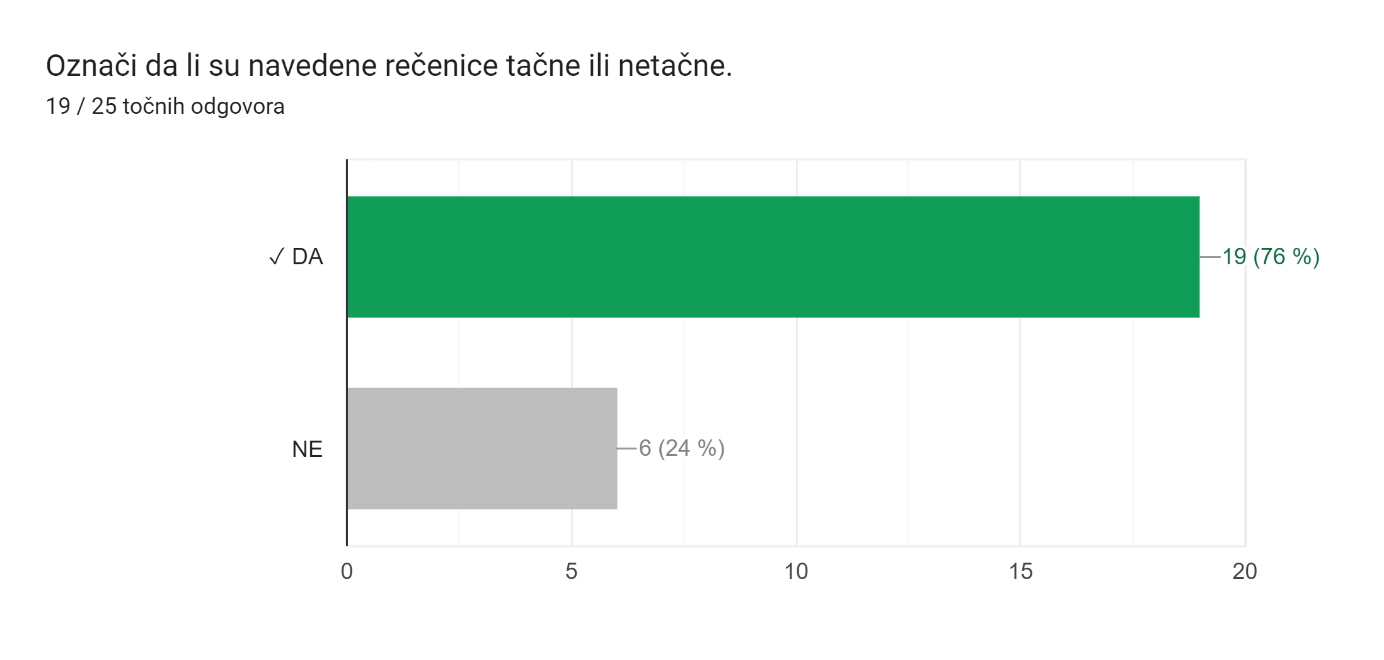 Označi da li su navedene rečenice tačne ili netačne.
19 / 25 točnih odgovora
✓ DA
19 (76 %)
NE
6 (24 %)
0 5 10 15 20